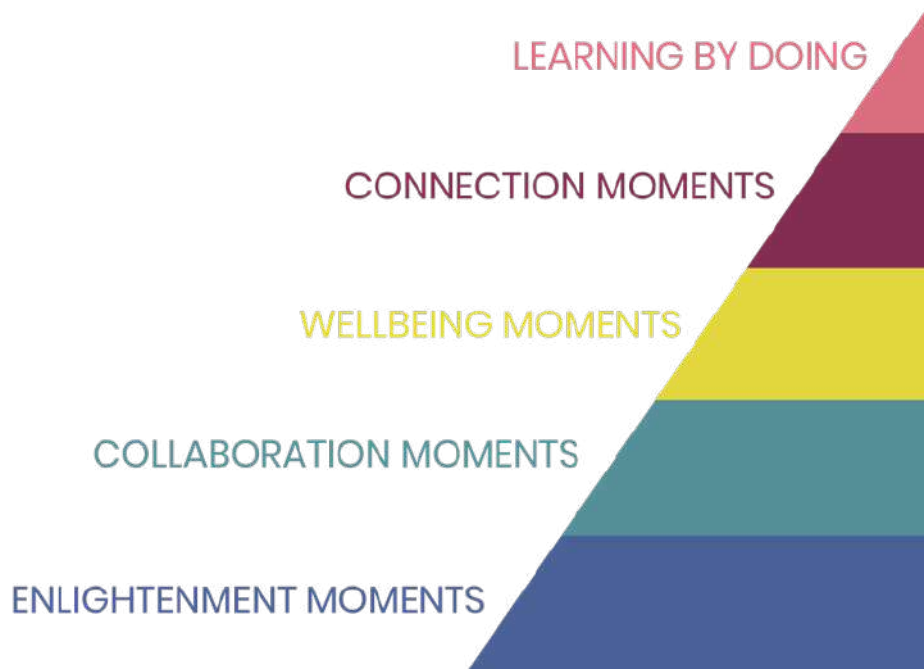 LEARNING BY DOING
CONNECTION MOMENTS
WELLBEING MOMENTS
COLLABORATION MOMENTS
ENLIGHTENMENT MOMENTS